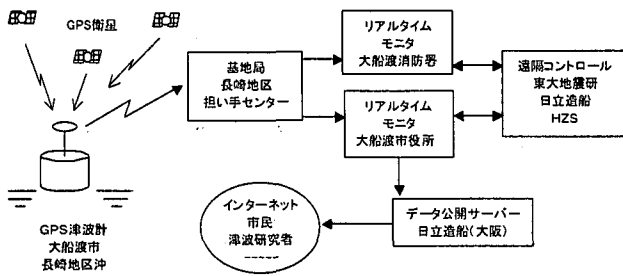 GPS衛星
リアルタイム
モニタ
大船渡消防署
基地局
長崎地区
担い手センター
遠隔コントロール
東大地震研
日立造船
HZS
リアルタイム
モニタ
大船渡市役所
インターネット
市民
津波研究者
-----
データ公開サーバー
日立造船(大阪)
GPS津波計
大船渡市
長崎地区沖